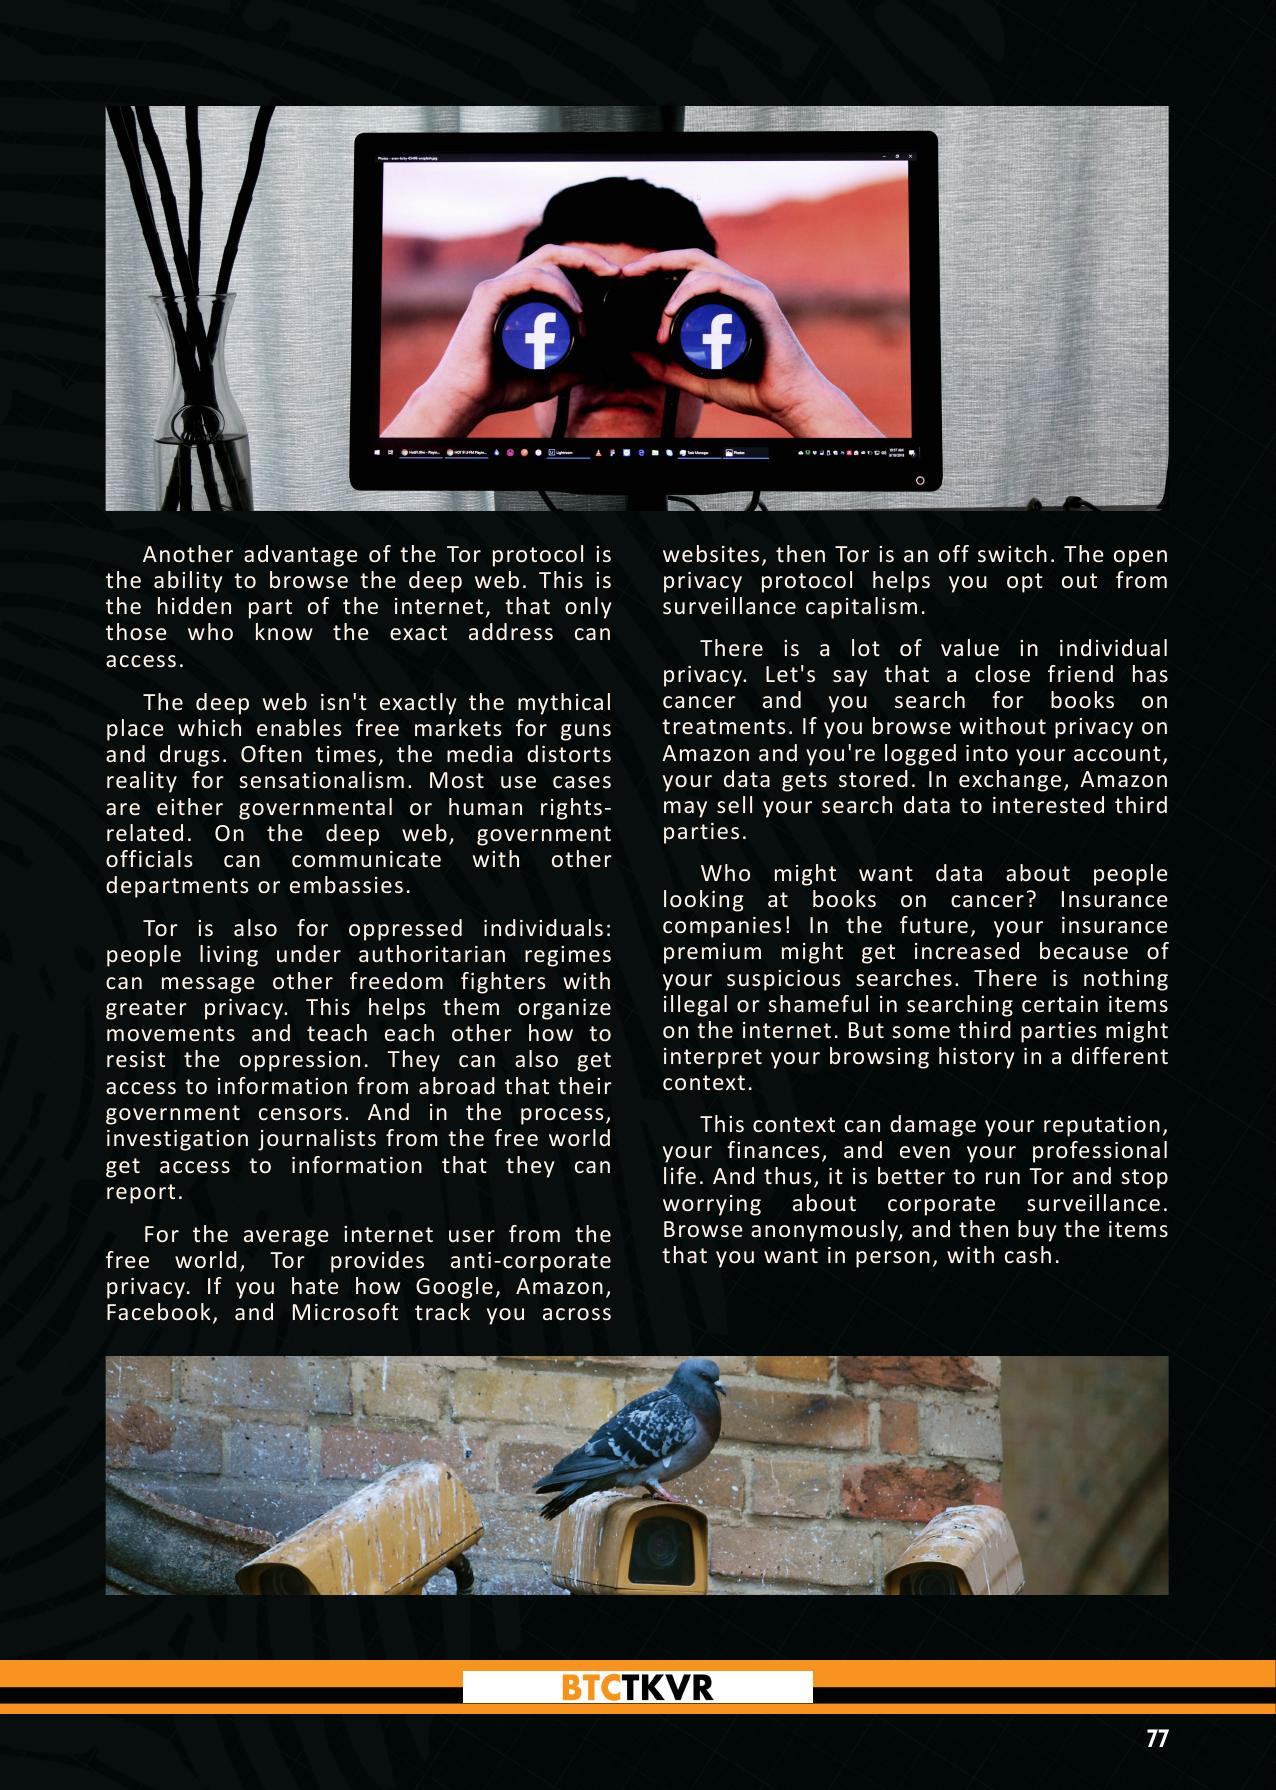 Another advantage of the Tor protocol is
the ability to browse the deep web. This is
the hidden part of the internet, that only
those who know the exact address can
access.
The deep web isn't exactly the mythical
place which enables free markets for guns
and drugs. Often times, the media distorts
reality for sensationalism. Most use cases
are either governmental or human rights-
related. On the deep web, government
officials can communicate with other
departments or embassies.
Tor is also for oppressed individuals:
people living under authoritarian regimes
can message other freedom fighters with
greater privacy. This helps them organize
movements and teach each other how to
resist the oppression. They can also get
access to information from abroad that their
government censors. And in the process,
investigation journalists from the free world
get access to information that they can
report.
For the average internet user from the
free world, Tor provides anti-corporate
privacy. If you hate how Google, Amazon,
Facebook, and Microsoft track you across
websites, then Tor is an off switch. The open
privacy protocol helps you opt out from
surveillance capitalism.
There is a lot of value in individual
privacy. Let's say that a close friend has
cancer and you search for books on
treatments. If you browse without privacy on
Amazon and you're logged into your account,
your data gets stored. In exchange, Amazon
may sell your search data to interested third
parties.
Who might want data about people
looking at books on cancer? Insurance
companies! In the future, your insurance
premium might get increased because of
your suspicious searches. There is nothing
illegal or shameful in searching certain items
on the internet. But some third parties might
interpret your browsing history in a different
context.
This context can damage your reputation,
your finances, and even your professional
life. And thus, it is better to run Tor and stop
worrying about corporate surveillance.
Browse anonymously, and then buy the items
that you want in person, with cash.
BTCTKVR
77